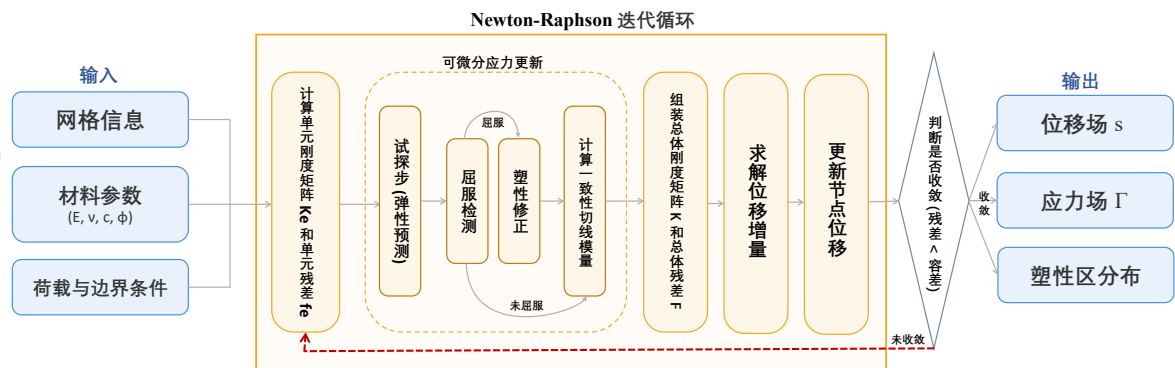 Newton-Raphson 迭代循环
输入
网格信息
材料参数
(E, ν, c, ϕ)
荷载与边界条件
计算单元刚度矩阵 Ke 和单元残差 fe
可微分应力更新
试探步 (弹性预测)
屈服
屈服检测
塑性修正
未屈服
计算一致性切线模量
组装总体刚度矩阵 K 和总体残差 F
求解位移增量
更新节点位移
判断是否收敛 (残差 < 容差)
未收敛
收敛
输出
位移场 s
应力场 Γ
塑性区分布